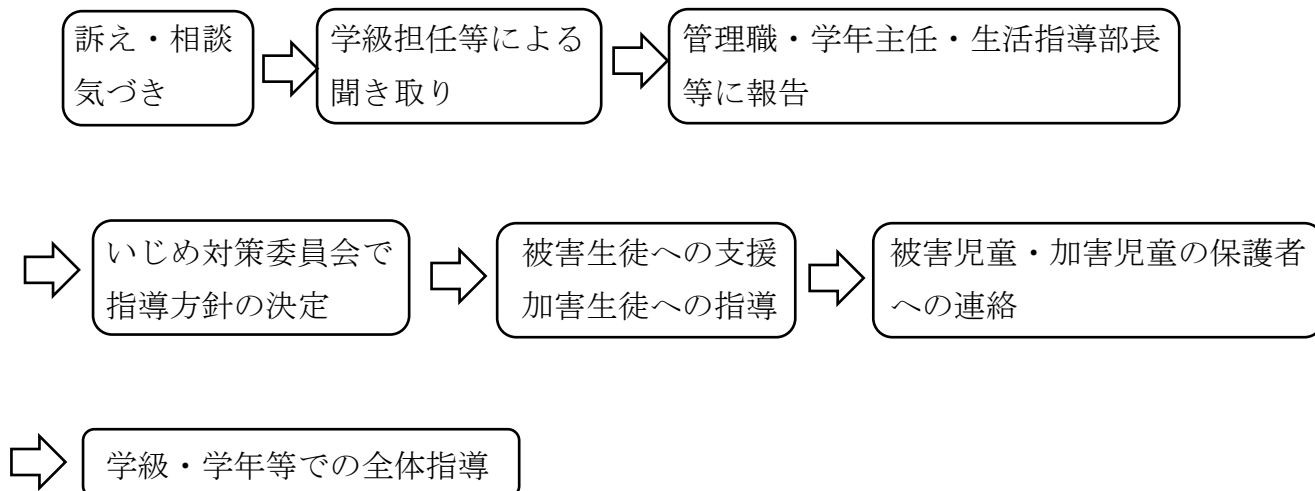 訴え・相談
気づき
学級担任等による
聞き取り
管理職・学年主任・生活指導部長
等に報告
いじめ対策委員会で
指導方針の決定
被害生徒への支援
加害生徒への指導
被害児童・加害児童の保護者
への連絡
学級・学年等での全体指導